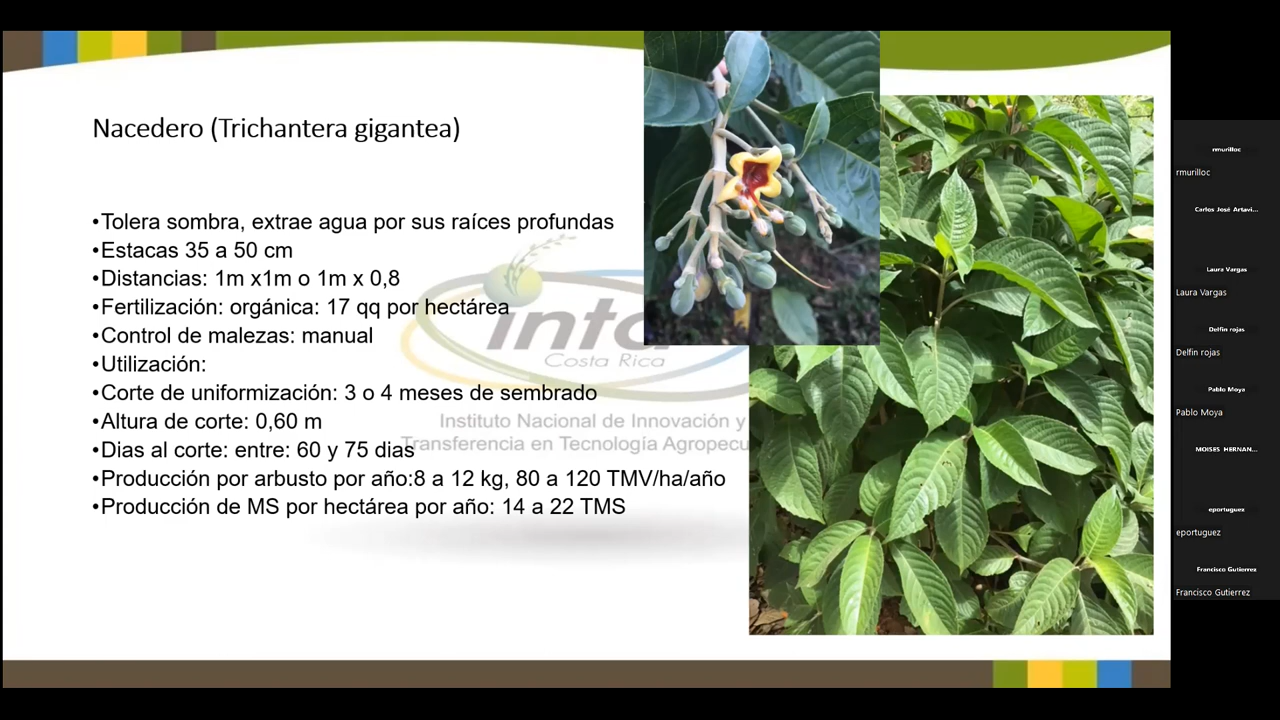 Nacedero (Trichantera gigantea)
•Tolera sombra, extrae agua por sus raíces profundas
•Estacas 35 a 50 cm
•Distancias: 1m x1m o 1m x 0,8
•Fertilización: orgánica: 17 qq por hectárea
•Control de malezas: manual
•Utilización:
•Corte de uniformización: 3 o 4 meses de sembrado
•Altura de corte: 0,60 m
•Dias al corte: entre: 60 y 75 dias
•Producción por arbusto por año:8 a 12 kg, 80 a 120 TMV/ha/año
•Producción de MS por hectárea por año: 14 a 22 TMS
inta
Costa Rica
Instituto Nacional de Innovación y
Transferencia en Tecnología Agropecu
rmurilloc
rmurilloc
Carlos José Artavi...
Laura Vargas
Laura Vargas
Delfin rojas
Delfin rojas
Pablo Moya
Pablo Moya
MOISES HERNAN...
eportuguez
eportuguez
Francisco Gutierrez
Francisco Gutierrez